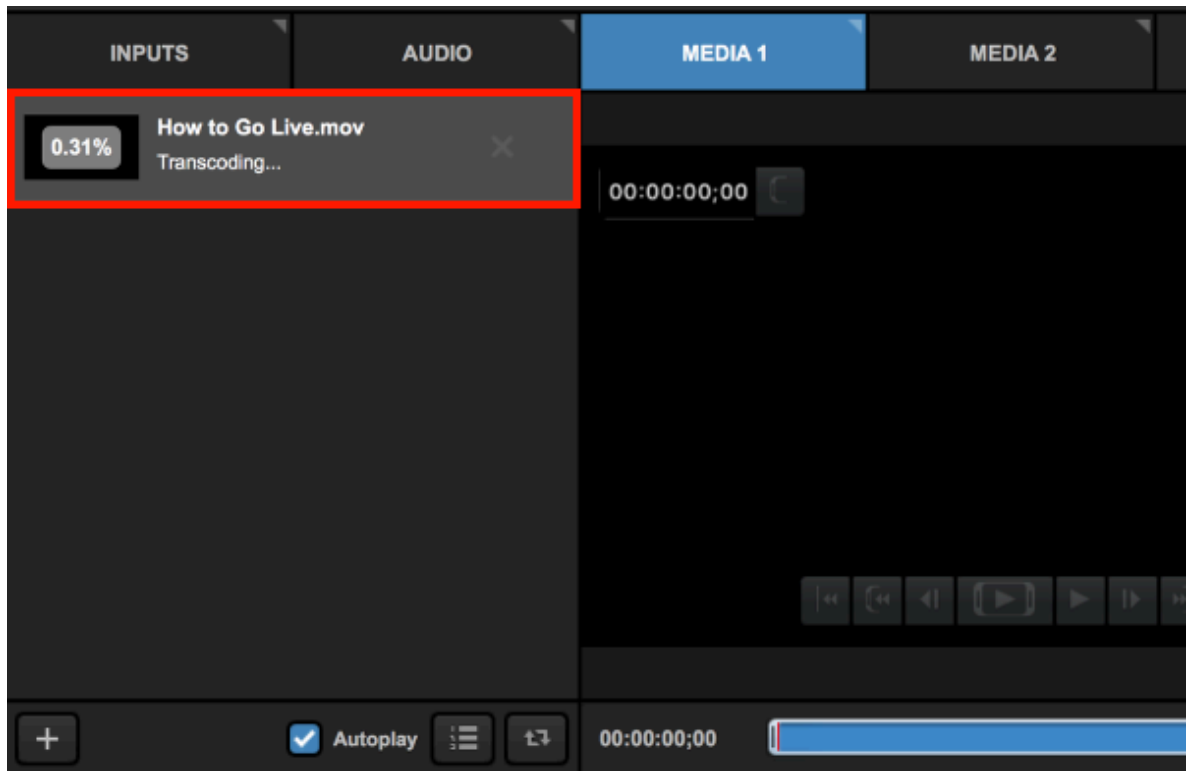 INPUTS
AUDIO
MEDIA 1
MEDIA 2
0.31%
How to Go Live.mov
Transcoding...
00:00:00;00
Autoplay
00:00:00;00